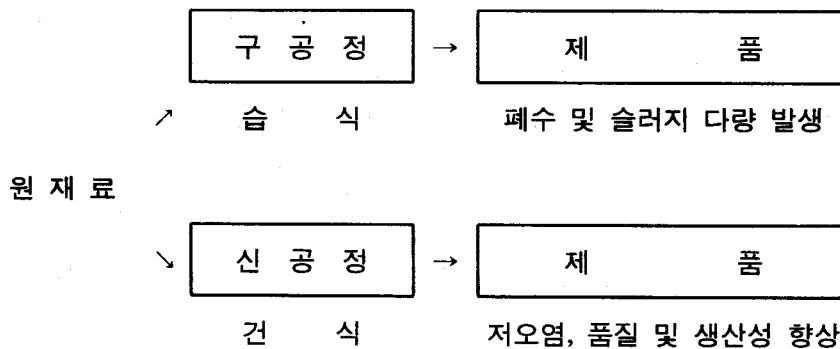 구 공 정 → 제 품
↗ 습 식 폐수 및 슬러지 다량 발생
원 재 료
↘ 신 공 정 → 제 품
건 식 저오염, 품질 및 생산성 향상